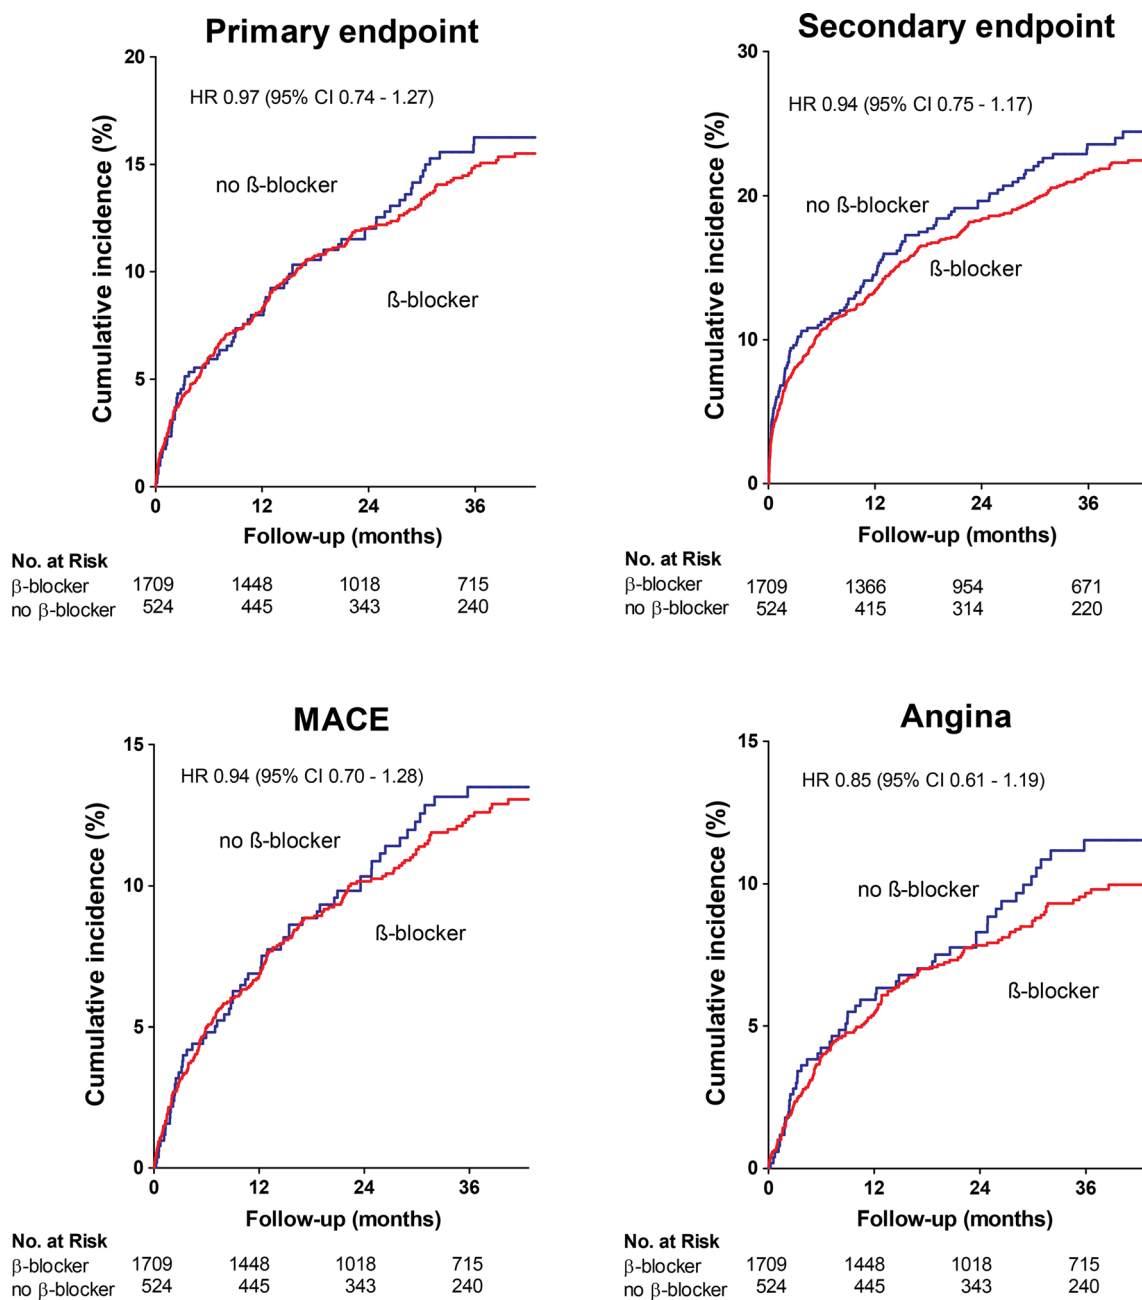 Primary endpoint
20
15
10
5
0
Cumulative incidence (%)
HR 0.97 (95% CI 0.74 - 1.27)
no ß-blocker
ß-blocker
0 12 24 36
Follow-up (months)
No. at Risk
β-blocker 1709 1448 1018 715
no β-blocker 524 445 343 240
Secondary endpoint
30
20
10
0
Cumulative incidence (%)
HR 0.94 (95% CI 0.75 - 1.17)
no ß-blocker
ß-blocker
0 12 24 36
Follow-up (months)
No. at Risk
β-blocker 1709 1366 954 671
no β-blocker 524 415 314 220
MACE
15
10
5
0
Cumulative incidence (%)
HR 0.94 (95% CI 0.70 - 1.28)
no ß-blocker
ß-blocker
0 12 24 36
Follow-up (months)
No. at Risk
β-blocker 1709 1448 1018 715
no β-blocker 524 445 343 240
Angina
15
10
5
0
Cumulative incidence (%)
HR 0.85 (95% CI 0.61 - 1.19)
no ß-blocker
ß-blocker
0 12 24 36
Follow-up (months)
No. at Risk
β-blocker 1709 1448 1018 715
no β-blocker 524 445 343 240